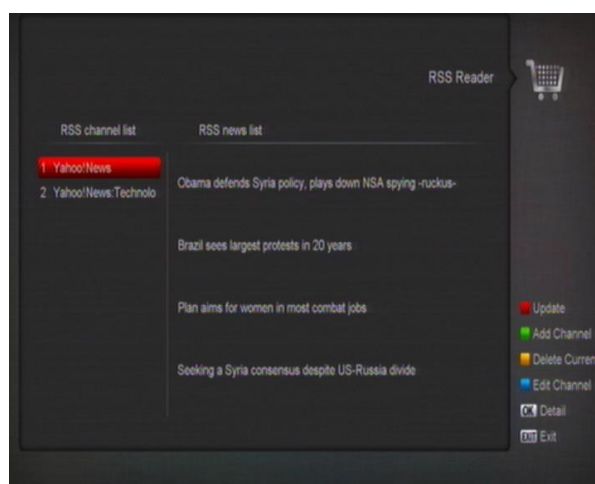 RSS Reader
RSS channel list
RSS news list
1 Yahoo!News
2 Yahoo!News:Technolo
Obama defends Syria policy, plays down NSA spying -ruckus-
Brazil sees largest protests in 20 years
Plan aims for women in most combat jobs
Seeking a Syria consensus despite US-Russia divide
Update
Add Channel
Delete Curren
Edit Channel
OK Detail
EXIT Exit